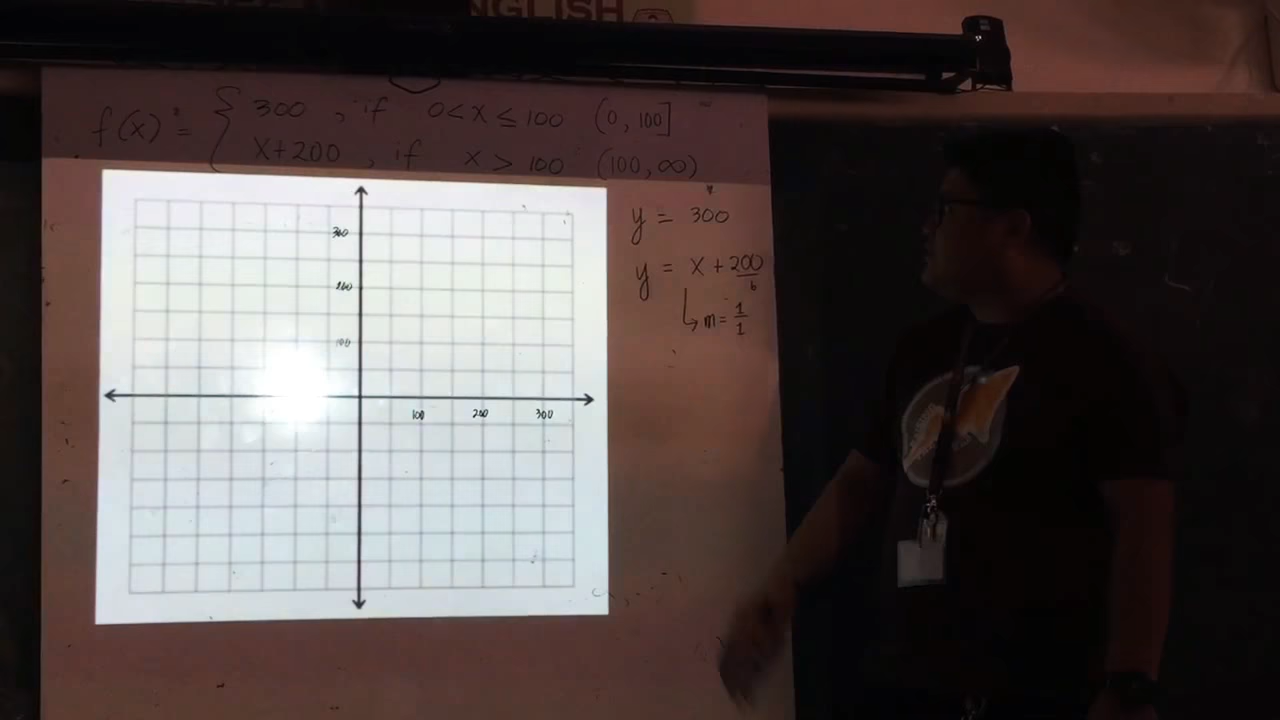 ENGLISH
f(x) = { 300 , if 0 < x ≤ 100 (0, 100]
x+200 , if x > 100 (100, ∞)
y = 300
y = x + 200
b
m = 1/1
300
200
100
100 200 300